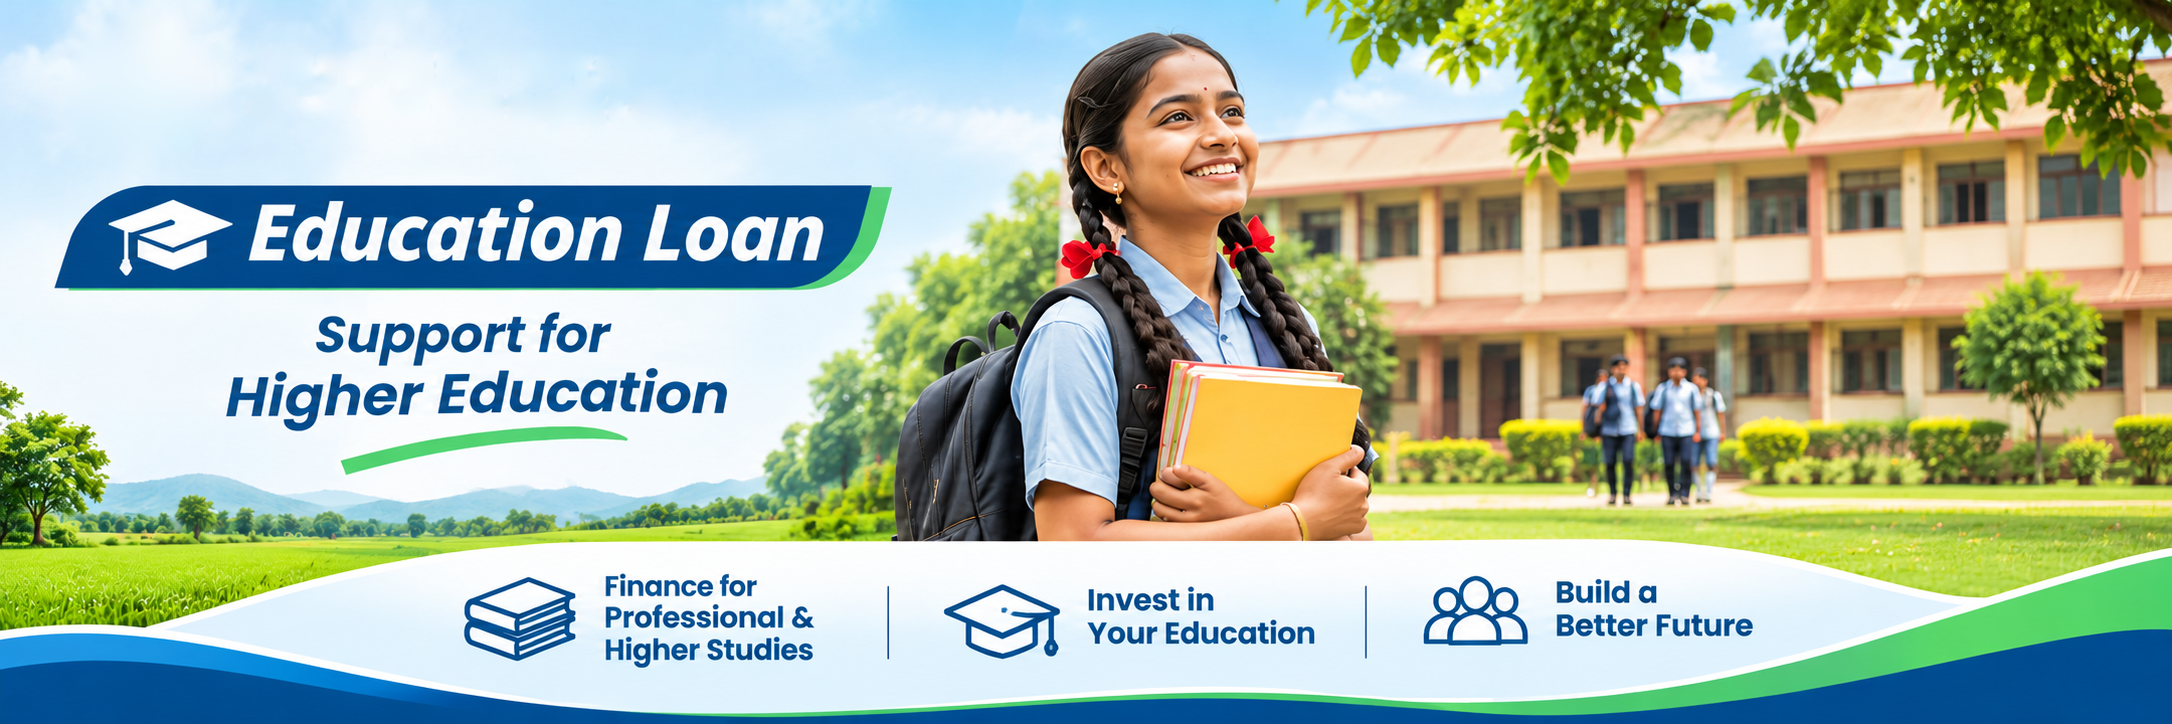 Education Loan
Support for
Higher Education
Finance for
Professional &
Higher Studies
Invest in
Your Education
Build a
Better Future